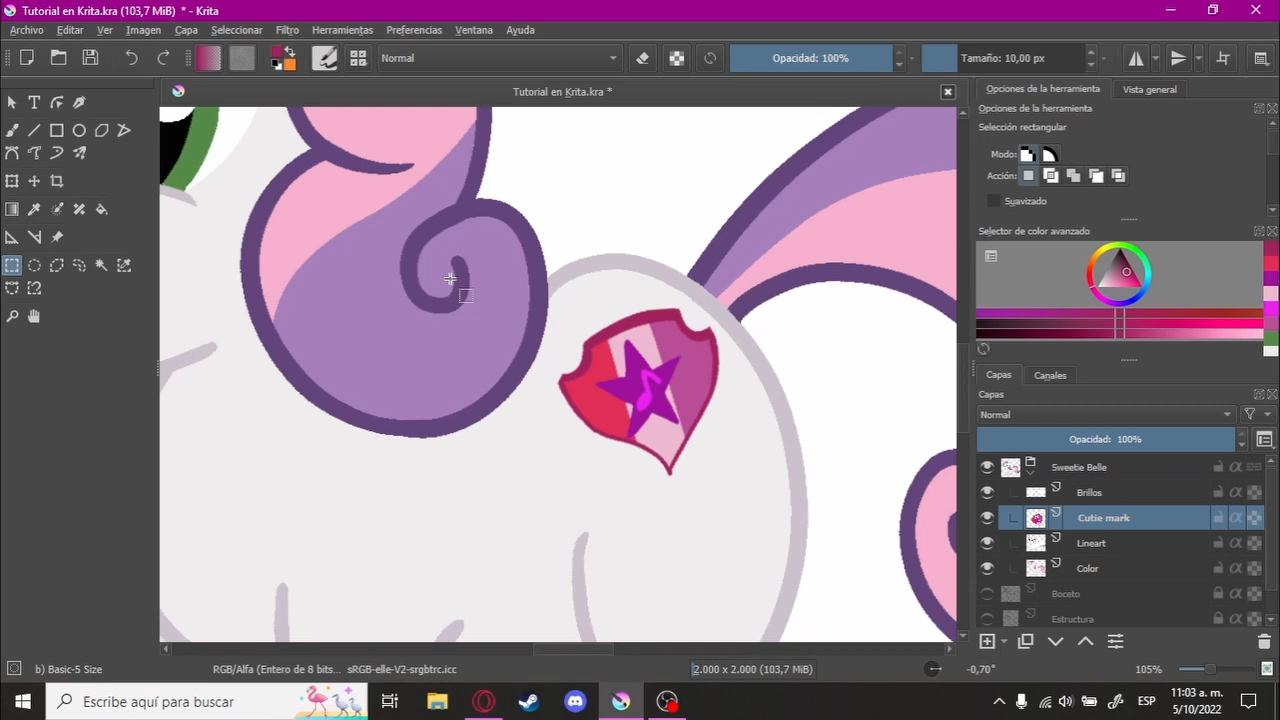 Tutorial en Krita.kra (103,7 MiB) * - Krita
Archivo Editar Ver Imagen Capa Seleccionar Filtro Herramientas Preferencias Ventana Ayuda
Normal Opacidad: 100% Tamaño: 10,00 px
Tutorial en Krita.kra *
Opciones de la herramienta Vista general
Opciones de la herramienta
Selección rectangular
Modo:
Acción:
Suavizado
Selector de color avanzado
Capas Canales
Capas
Normal
Opacidad: 100%
Sweetie Belle
Brillos
Cutie mark
Lineart
Color
Boceto
Estructura
b) Basic-5 Size RGB/Alfa (Entero de 8 bits... sRGB-elle-V2-srgbtrc.icc 2.000 x 2.000 (103,7 MiB) -0,70° 105%
Escribe aquí para buscar
ESP
11:03 a. m.
5/10/2022